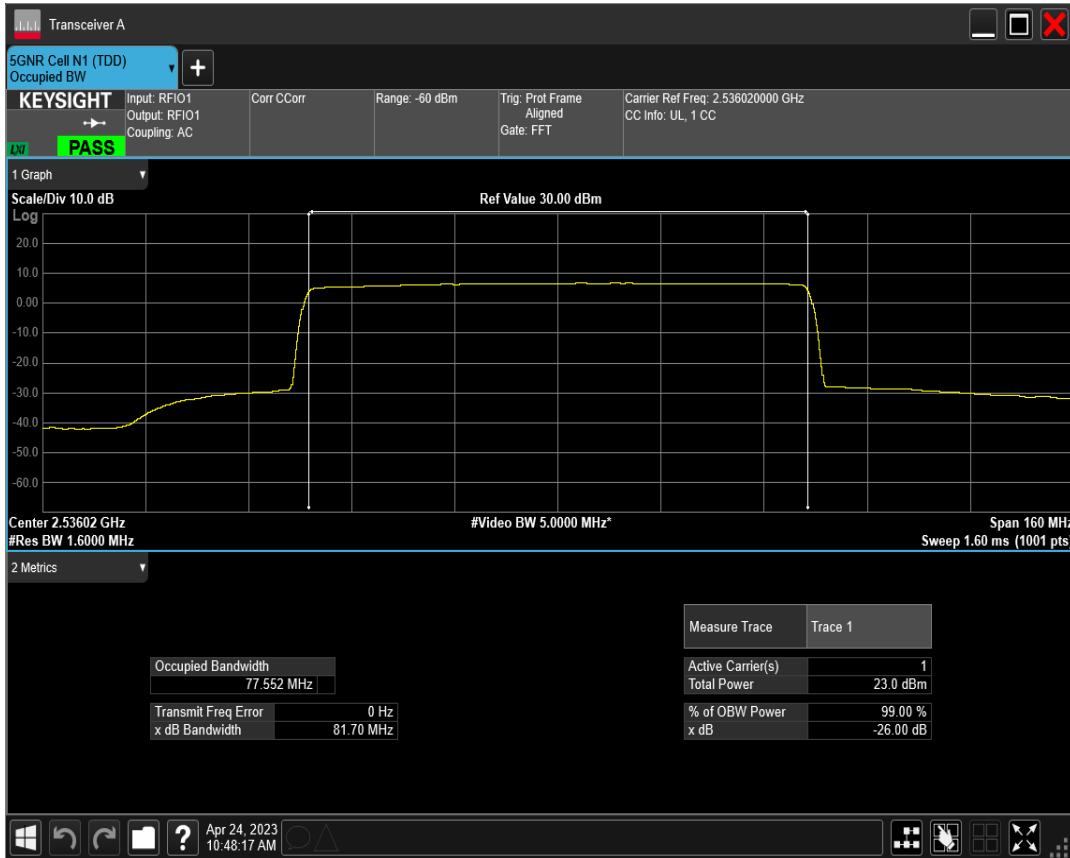 Transceiver A
5GNR Cell N1 (TDD)
Occupied BW
+
KEYSIGHT
LXI
PASS
Input: RFIO1
Output: RFIO1
Coupling: AC
Corr CCorr
Range: -60 dBm
Trig: Prot Frame
Aligned
Gate: FFT
Carrier Ref Freq: 2.536020000 GHz
CC Info: UL, 1 CC
1 Graph
Scale/Div 10.0 dB
Ref Value 30.00 dBm
Log
20.0
10.0
0.00
-10.0
-20.0
-30.0
-40.0
-50.0
-60.0
Center 2.53602 GHz
#Video BW 5.0000 MHz*
Span 160 MHz
#Res BW 1.6000 MHz
Sweep 1.60 ms (1001 pts)
2 Metrics
Measure Trace Trace 1
Occupied Bandwidth
77.552 MHz
Active Carrier(s) 1
Total Power 23.0 dBm
Transmit Freq Error 0 Hz
x dB Bandwidth 81.70 MHz
% of OBW Power 99.00 %
x dB -26.00 dB
?
Apr 24, 2023
10:48:17 AM